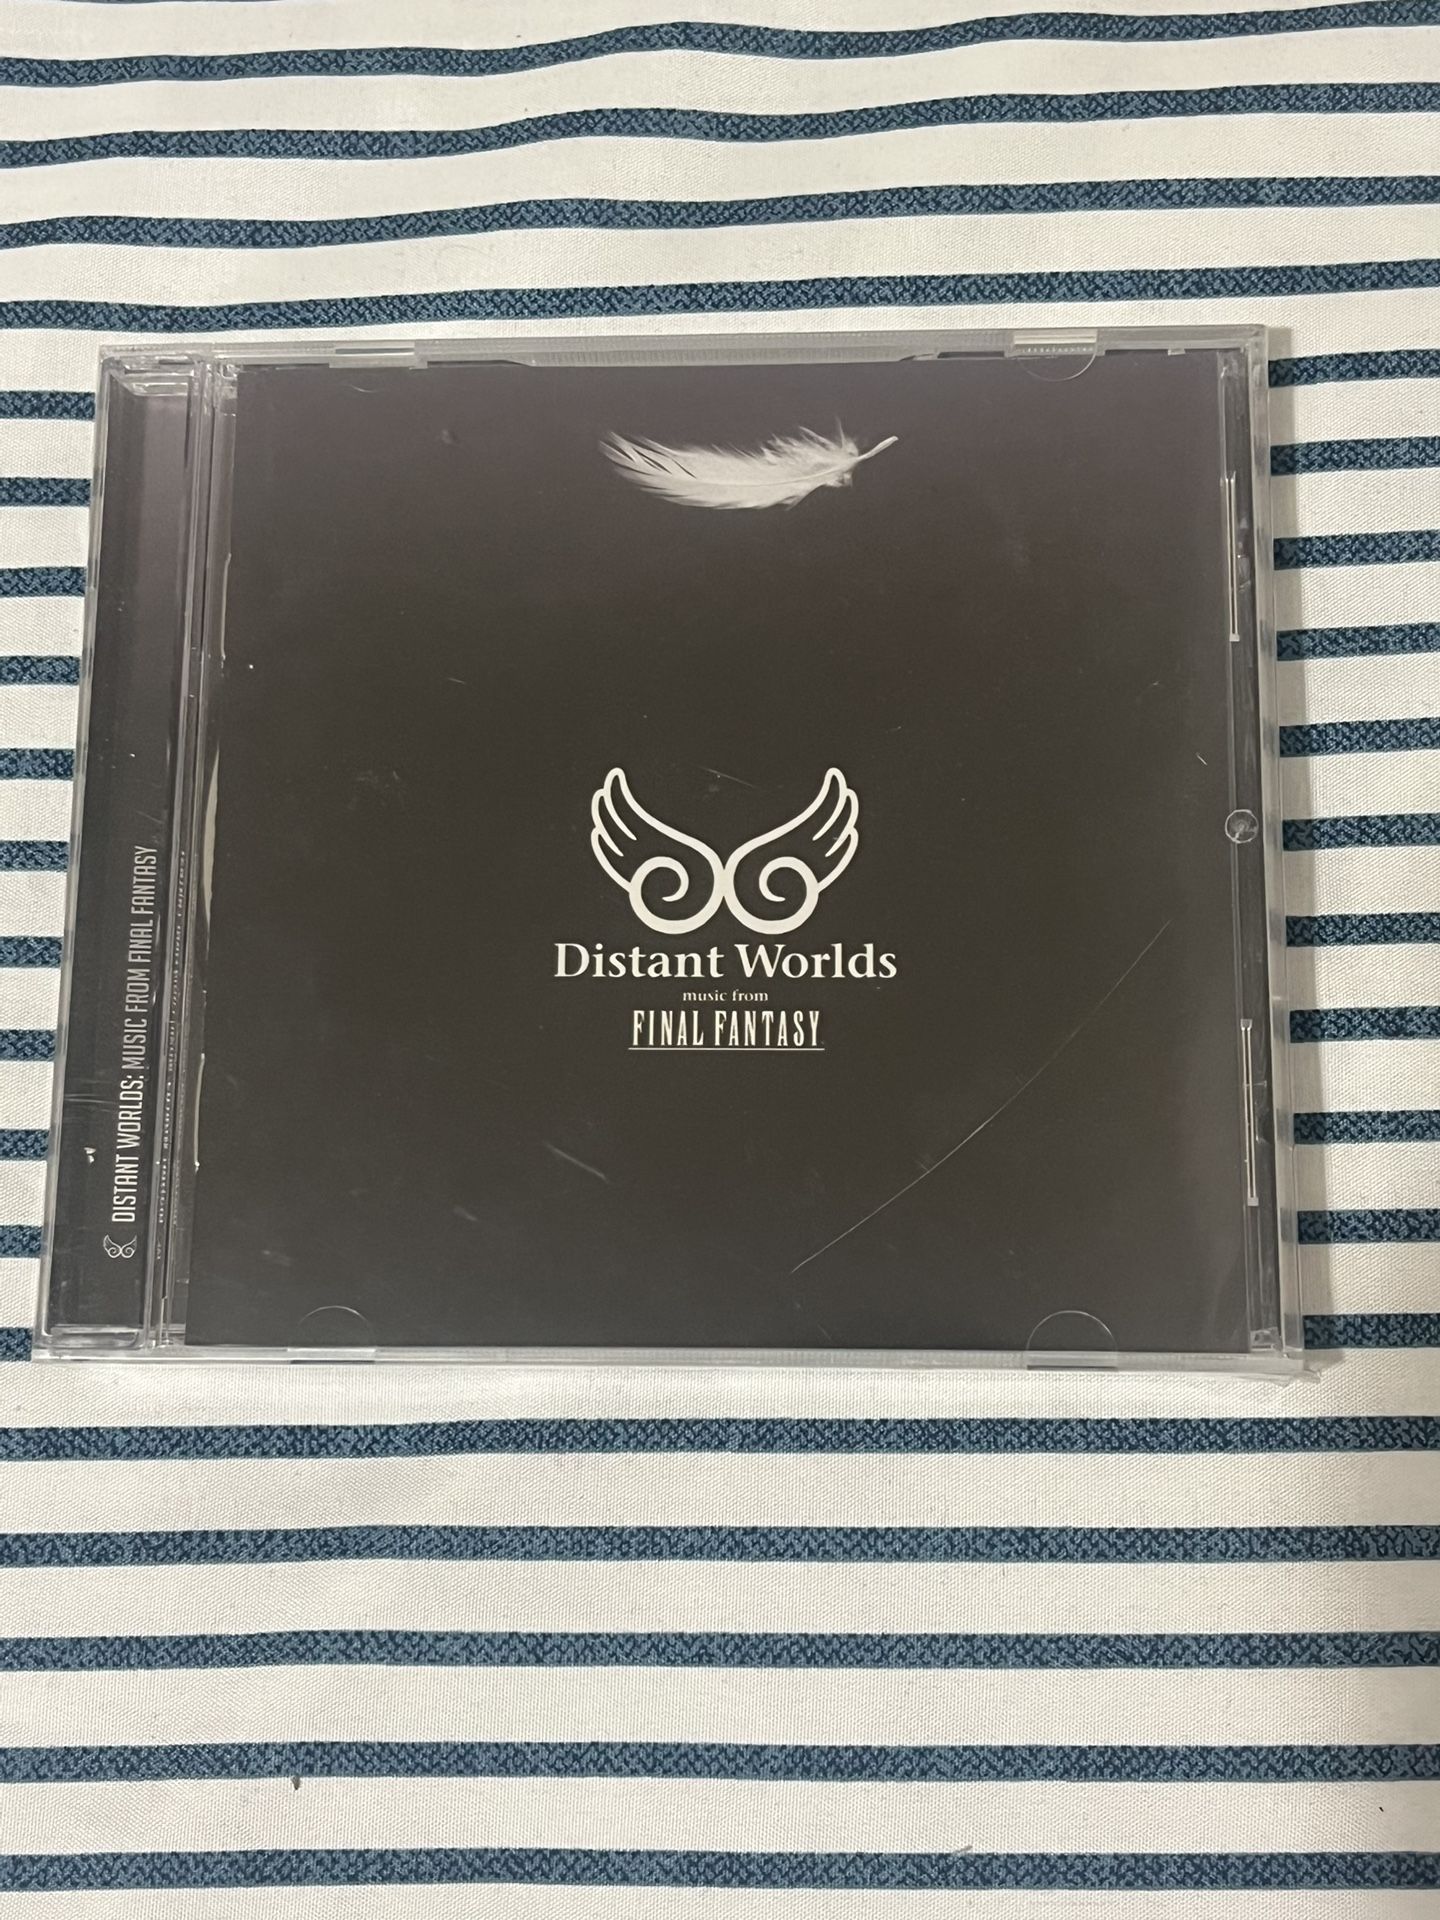 Distant Worlds
music from
FINAL FANTASY
DISTANT WORLDS: MUSIC FROM FINAL FANTASY